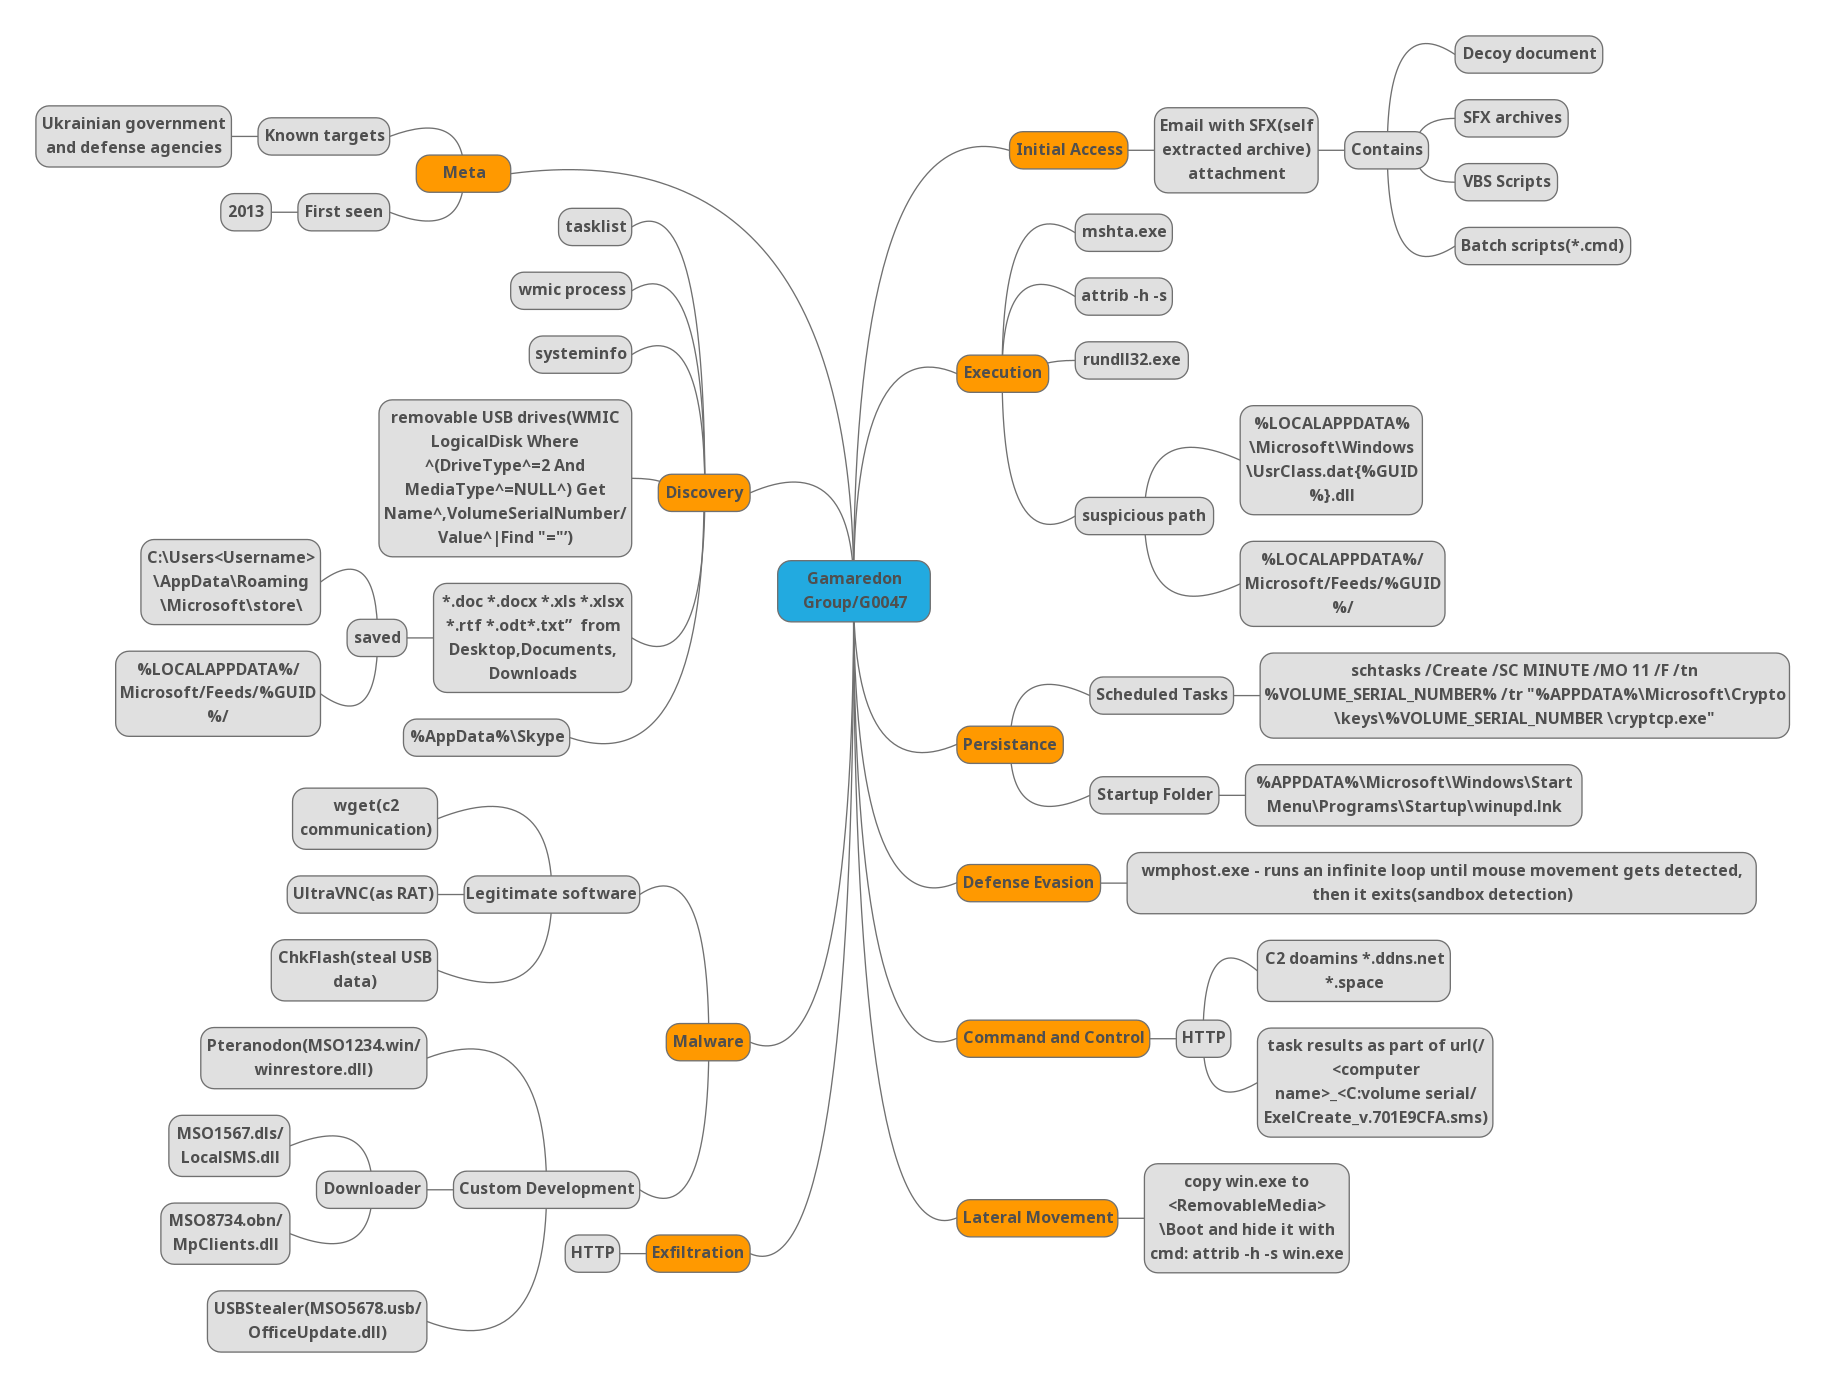 Gamaredon
Group/G0047
Meta
Known targets
Ukrainian government
and defense agencies
First seen
2013
Discovery
tasklist
wmic process
systeminfo
removable USB drives(WMIC
LogicalDisk Where
^(DriveType^=2 And
MediaType^=NULL^) Get
Name^,VolumeSerialNumber/
Value^|Find "="’)
*.doc *.docx *.xls *.xlsx
*.rtf *.odt*.txt”  from
Desktop,Documents,
Downloads
saved
C:\Users<Username>
\AppData\Roaming
\Microsoft\store\
%LOCALAPPDATA%/
Microsoft/Feeds/%GUID
%/
%AppData%\Skype
Malware
Legitimate software
wget(c2
communication)
UltraVNC(as RAT)
ChkFlash(steal USB
data)
Custom Development
Pteranodon(MSO1234.win/
winrestore.dll)
Downloader
MSO1567.dls/
LocalSMS.dll
MSO8734.obn/
MpClients.dll
USBStealer(MSO5678.usb/
OfficeUpdate.dll)
Exfiltration
HTTP
Initial Access
Email with SFX(self
extracted archive)
attachment
Contains
Decoy document
SFX archives
VBS Scripts
Batch scripts(*.cmd)
Execution
mshta.exe
attrib -h -s
rundll32.exe
suspicious path
%LOCALAPPDATA%
\Microsoft\Windows
\UsrClass.dat{%GUID
%}.dll
%LOCALAPPDATA%/
Microsoft/Feeds/%GUID
%/
Persistance
Scheduled Tasks
schtasks /Create /SC MINUTE /MO 11 /F /tn
%VOLUME_SERIAL_NUMBER% /tr "%APPDATA%\Microsoft\Crypto
\keys\%VOLUME_SERIAL_NUMBER \cryptcp.exe"
Startup Folder
%APPDATA%\Microsoft\Windows\Start
Menu\Programs\Startup\winupd.lnk
Defense Evasion
wmphost.exe - runs an infinite loop until mouse movement gets detected,
then it exits(sandbox detection)
Command and Control
HTTP
C2 doamins *.ddns.net
*.space
task results as part of url(/
<computer
name>_<C:volume serial/
ExelCreate_v.701E9CFA.sms)
Lateral Movement
copy win.exe to
<RemovableMedia>
\Boot and hide it with
cmd: attrib -h -s win.exe